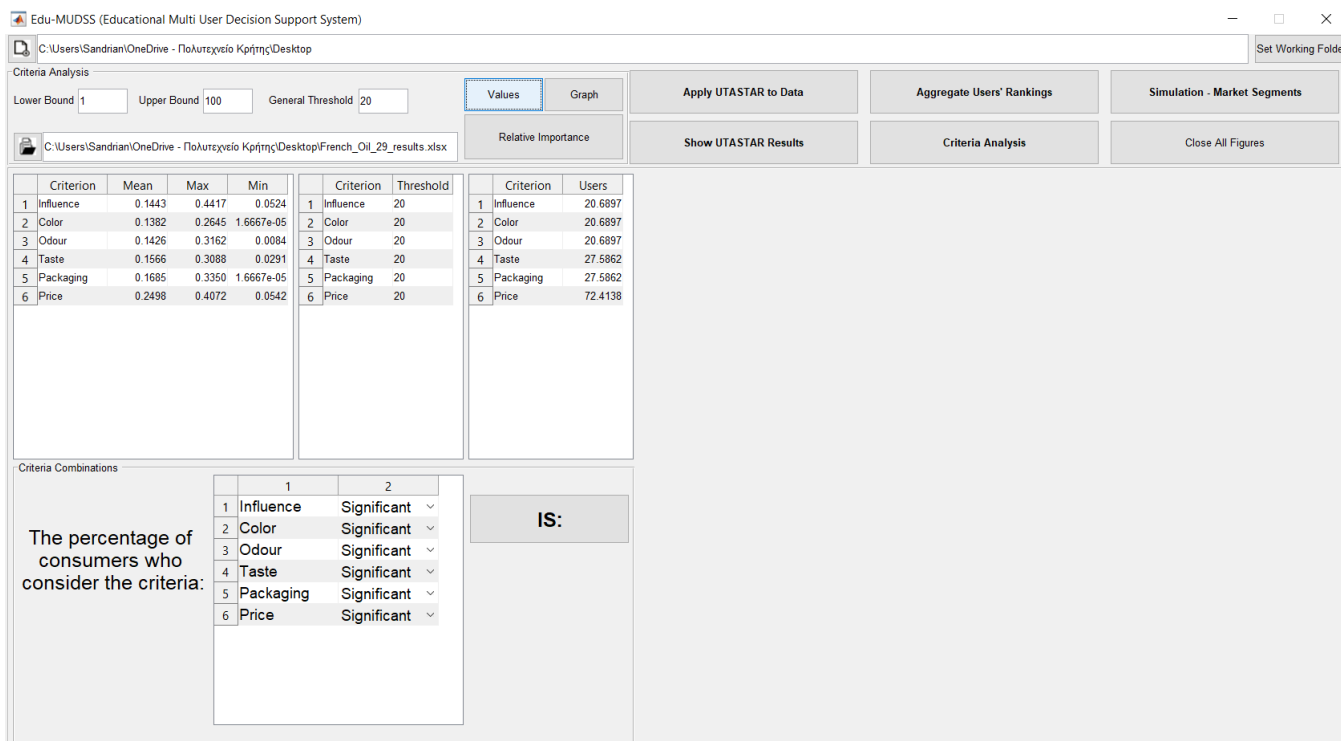 Edu-MUDSS (Educational Multi User Decision Support System)
C:\Users\Sandrian\OneDrive - Πολυτεχνείο Κρήτης\Desktop
Set Working Folde
Criteria Analysis
Lower Bound 1 Upper Bound 100 General Threshold 20
Values Graph
Relative Importance
C:\Users\Sandrian\OneDrive - Πολυτεχνείο Κρήτης\Desktop\French_Oil_29_results.xlsx
Apply UTASTAR to Data Aggregate Users' Rankings Simulation - Market Segments
Show UTASTAR Results Criteria Analysis Close All Figures
Criterion Mean Max Min
1 Influence 0.1443 0.4417 0.0524
2 Color 0.1382 0.2645 1.6667e-05
3 Odour 0.1426 0.3162 0.0084
4 Taste 0.1566 0.3088 0.0291
5 Packaging 0.1685 0.3350 1.6667e-05
6 Price 0.2498 0.4072 0.0542
Criterion Threshold
1 Influence 20
2 Color 20
3 Odour 20
4 Taste 20
5 Packaging 20
6 Price 20
Criterion Users
1 Influence 20.6897
2 Color 20.6897
3 Odour 20.6897
4 Taste 27.5862
5 Packaging 27.5862
6 Price 72.4138
Criteria Combinations
The percentage of
consumers who
consider the criteria:
1 2
1 Influence Significant
2 Color Significant
3 Odour Significant
4 Taste Significant
5 Packaging Significant
6 Price Significant
IS: